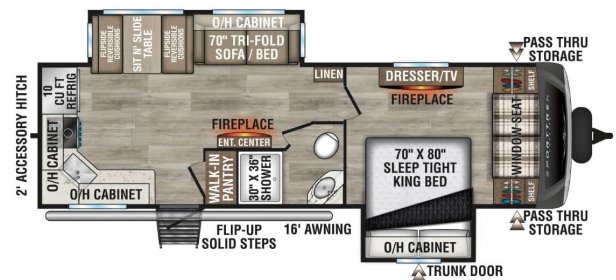 O/H CABINET
70" TRI-FOLD
SOFA / BED
FLIPSIDE
REVERSIBLE
CUSHIONS
SIT N' SLIDE
TABLE
FLIPSIDE
REVERSIBLE
CUSHIONS
LINEN
DRESSER/TV
FIREPLACE
PASS THRU
STORAGE
SHELF
10
CU FT
REFRIG
2' ACCESSORY HITCH
O/H CABINET
O/H CABINET
FIREPLACE
ENT. CENTER
WALK-IN
PANTRY
30" X 36"
SHOWER
70" X 80"
SLEEP TIGHT
KING BED
WINDOW-SEAT
SPORTTREK
SHELF
PASS THRU
STORAGE
O/H CABINET
TRUNK DOOR
FLIP-UP
SOLID STEPS
16' AWNING